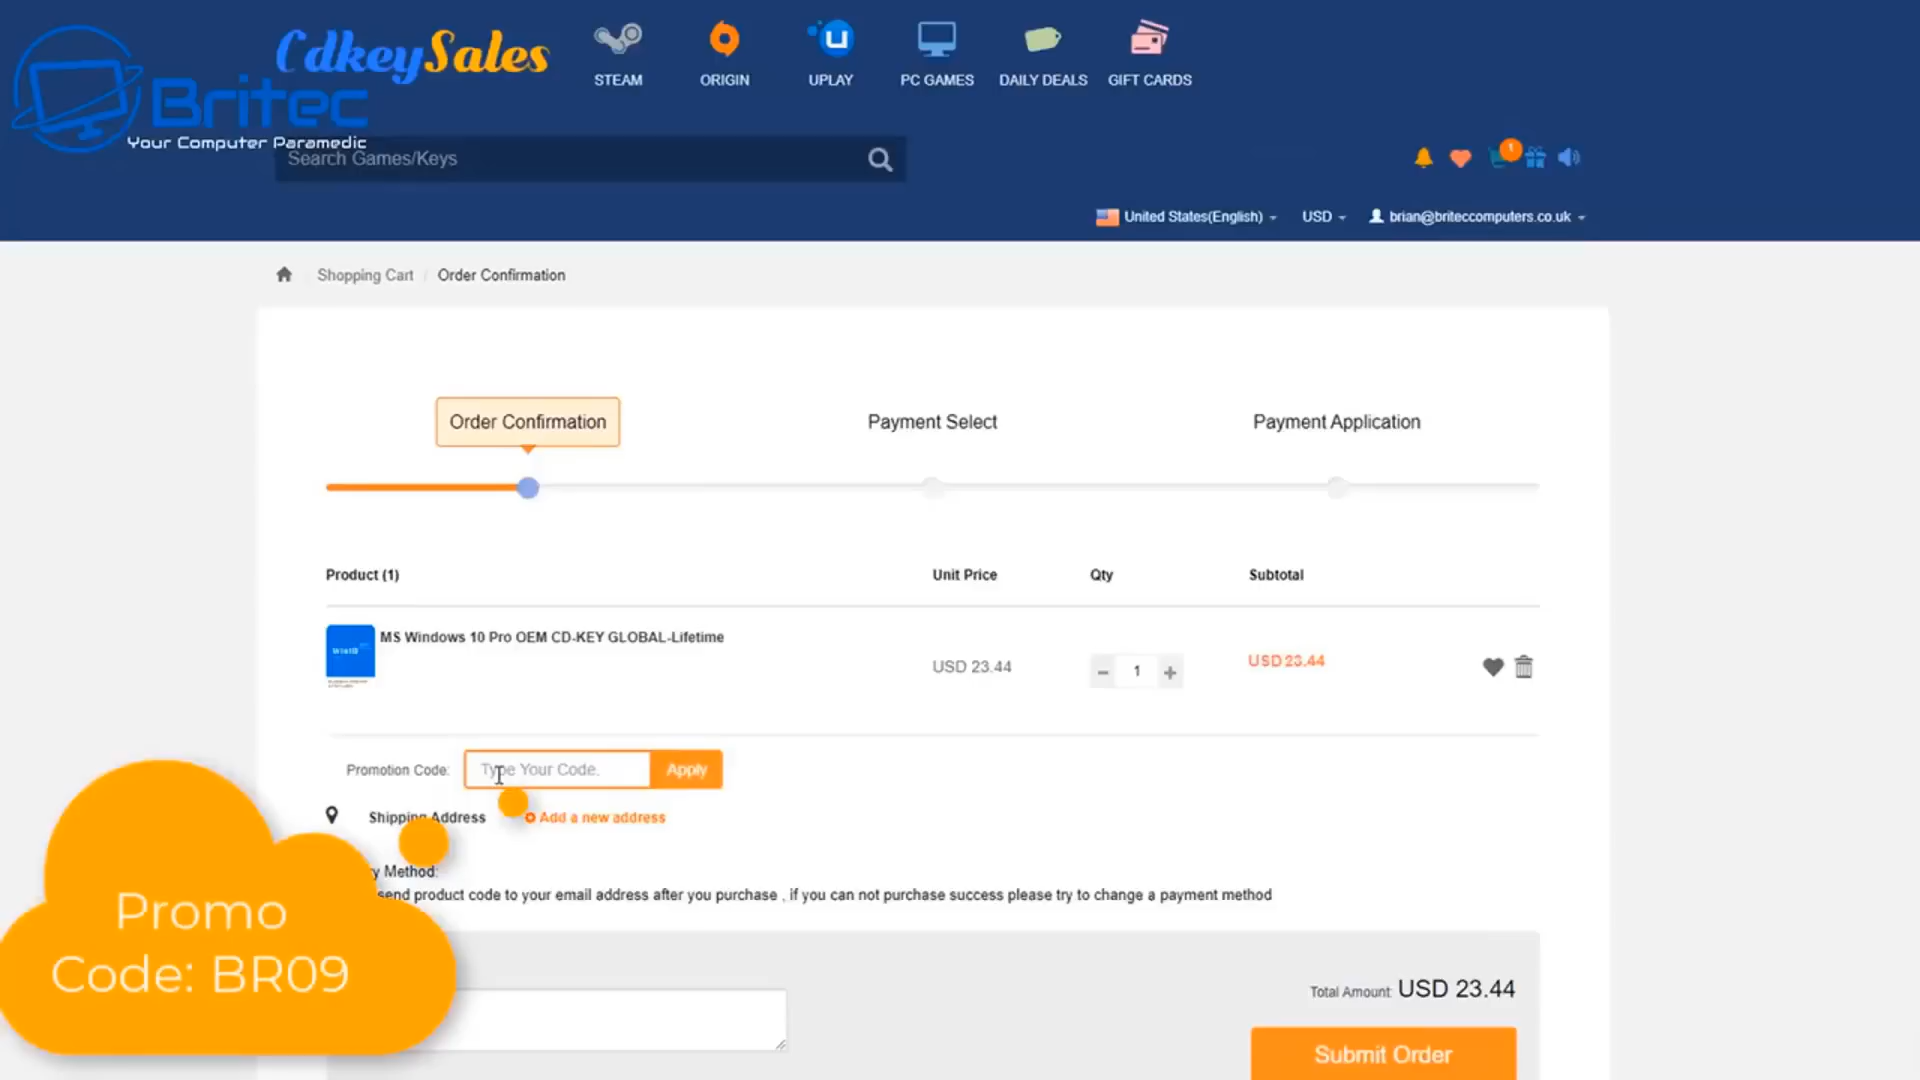 CdkeySales
STEAM
ORIGIN
UPLAY
PC GAMES
DAILY DEALS
GIFT CARDS
Britec
Your Computer Paramedic
Search Games/Keys
1
United States(English)
USD
brian@briteccomputers.co.uk
Shopping Cart / Order Confirmation
Order Confirmation
Payment Select
Payment Application
Product (1)
Unit Price
Qty
Subtotal
MS Windows 10 Pro OEM CD-KEY GLOBAL-Lifetime
USD 23.44
1
USD 23.44
Promotion Code:
Type Your Code.
Apply
Shipping Address
Add a new address
y Method:
send product code to your email address after you purchase , if you can not purchase success please try to change a payment method
Promo
Code: BR09
Total Amount: USD 23.44
Submit Order